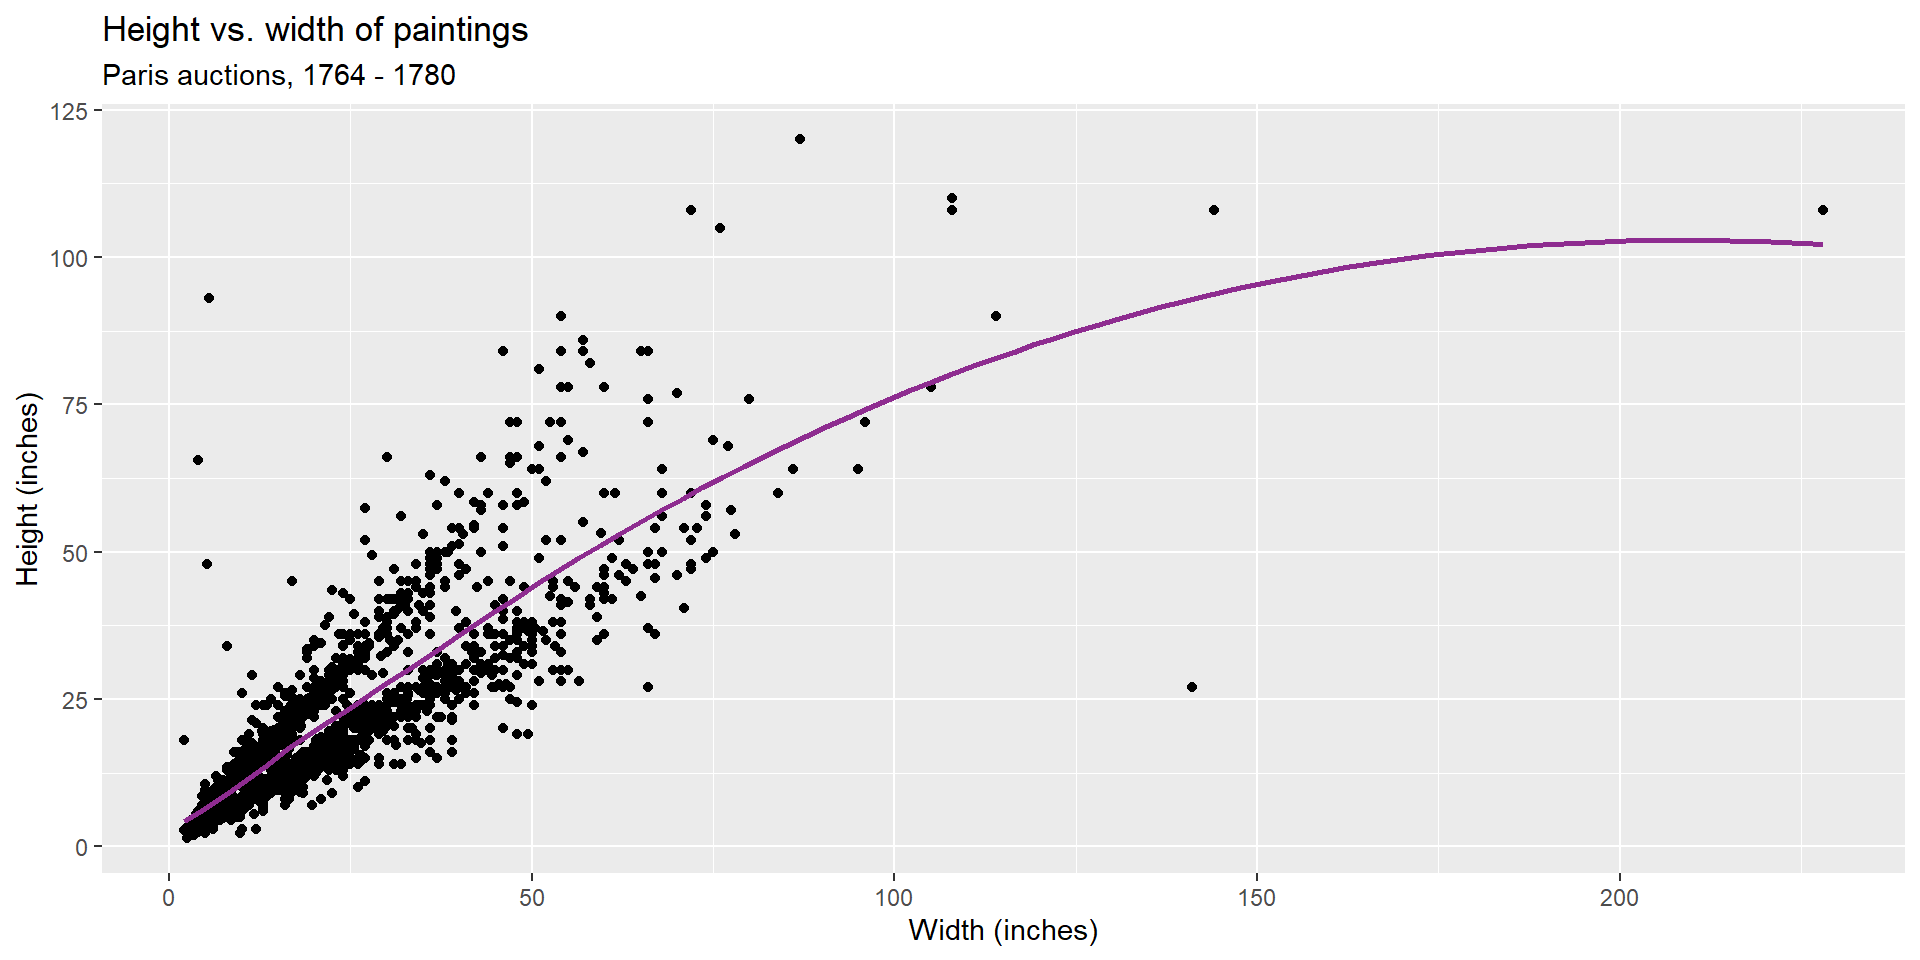 Height vs. width of paintings
Paris auctions, 1764 - 1780
125
100
75
50
25
0
Height (inches)
0 50 100 150 200
Width (inches)